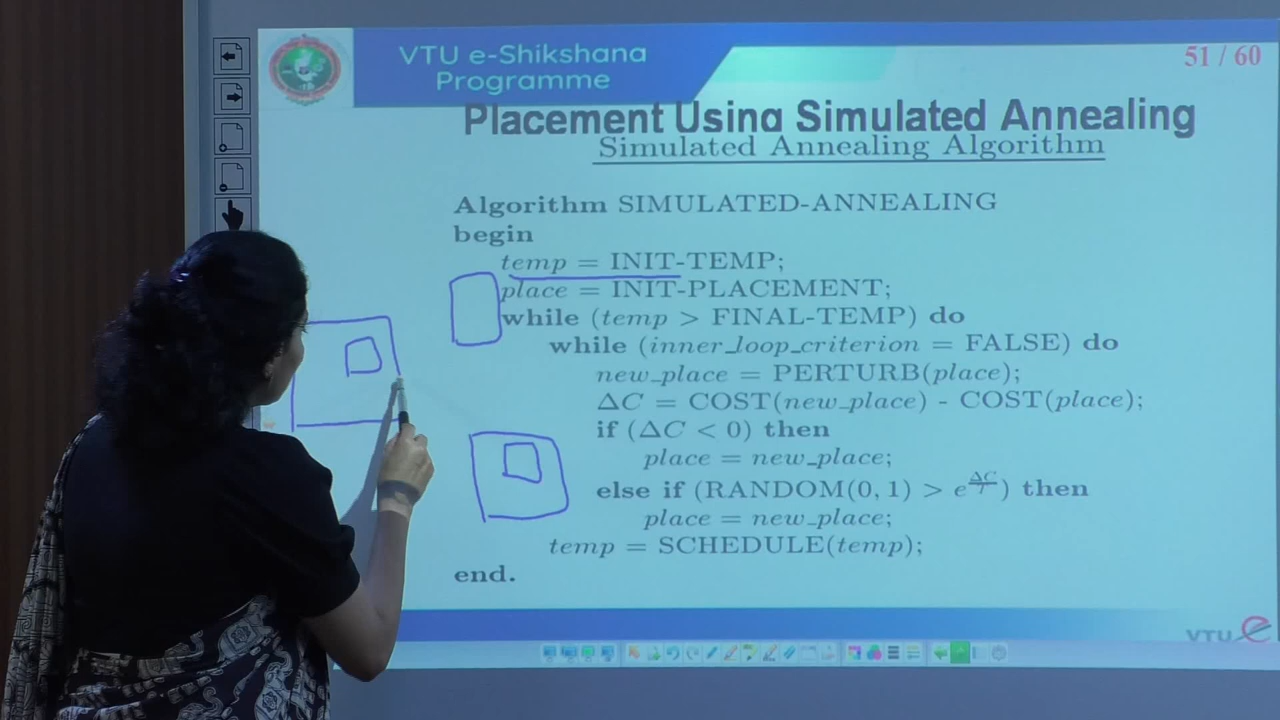 VTU e-Shikshana
Programme
51 / 60
Placement Using Simulated Annealing
Simulated Annealing Algorithm
Algorithm SIMULATED-ANNEALING
begin
temp = INIT-TEMP;
place = INIT-PLACEMENT;
while (temp > FINAL-TEMP) do
while (inner_loop_criterion = FALSE) do
new_place = PERTURB(place);
ΔC = COST(new_place) - COST(place);
if (ΔC < 0) then
place = new_place;
else if (RANDOM(0, 1) > e^(ΔC/T)) then
place = new_place;
temp = SCHEDULE(temp);
end.
VTU e